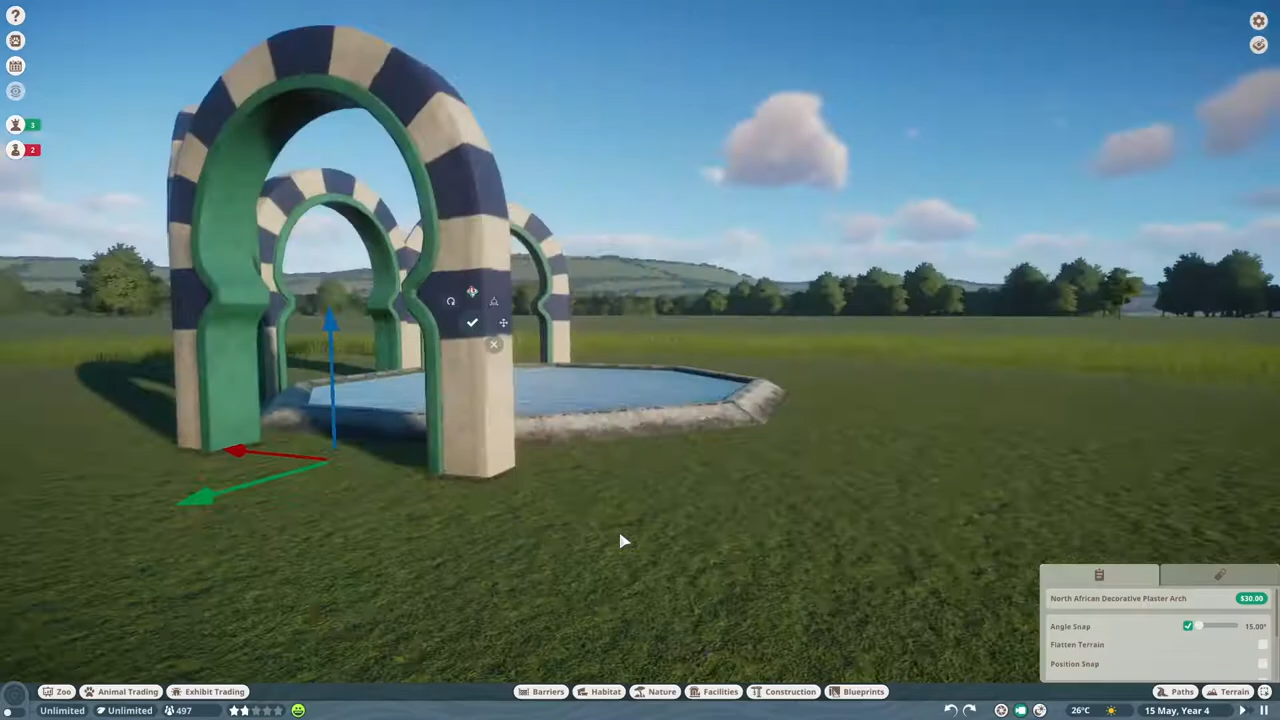 ?
3
2
North African Decorative Plaster Arch $30.00
Angle Snap 15.00°
Flatten Terrain
Position Snap
Zoo Animal Trading Exhibit Trading Barriers Habitat Nature Facilities Construction Blueprints Paths Terrain
Unlimited Unlimited 497 26°C 15 May, Year 4